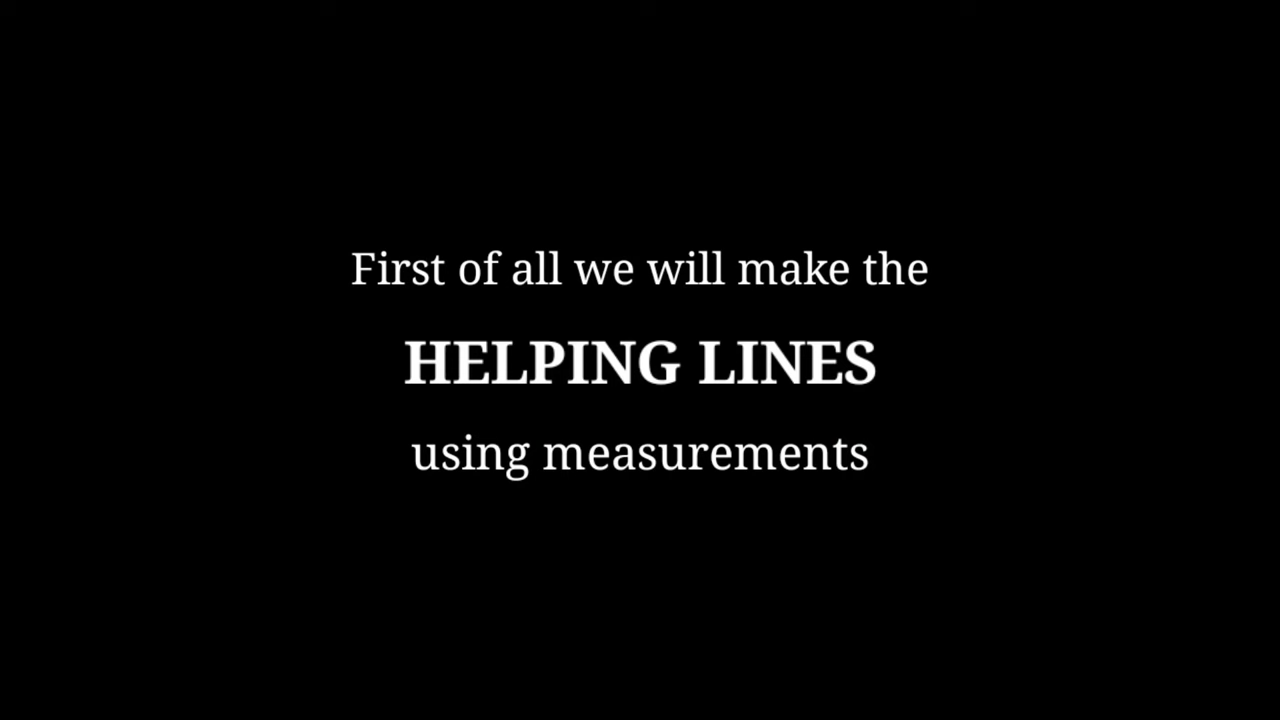 First of all we will make the
HELPING LINES
using measurements